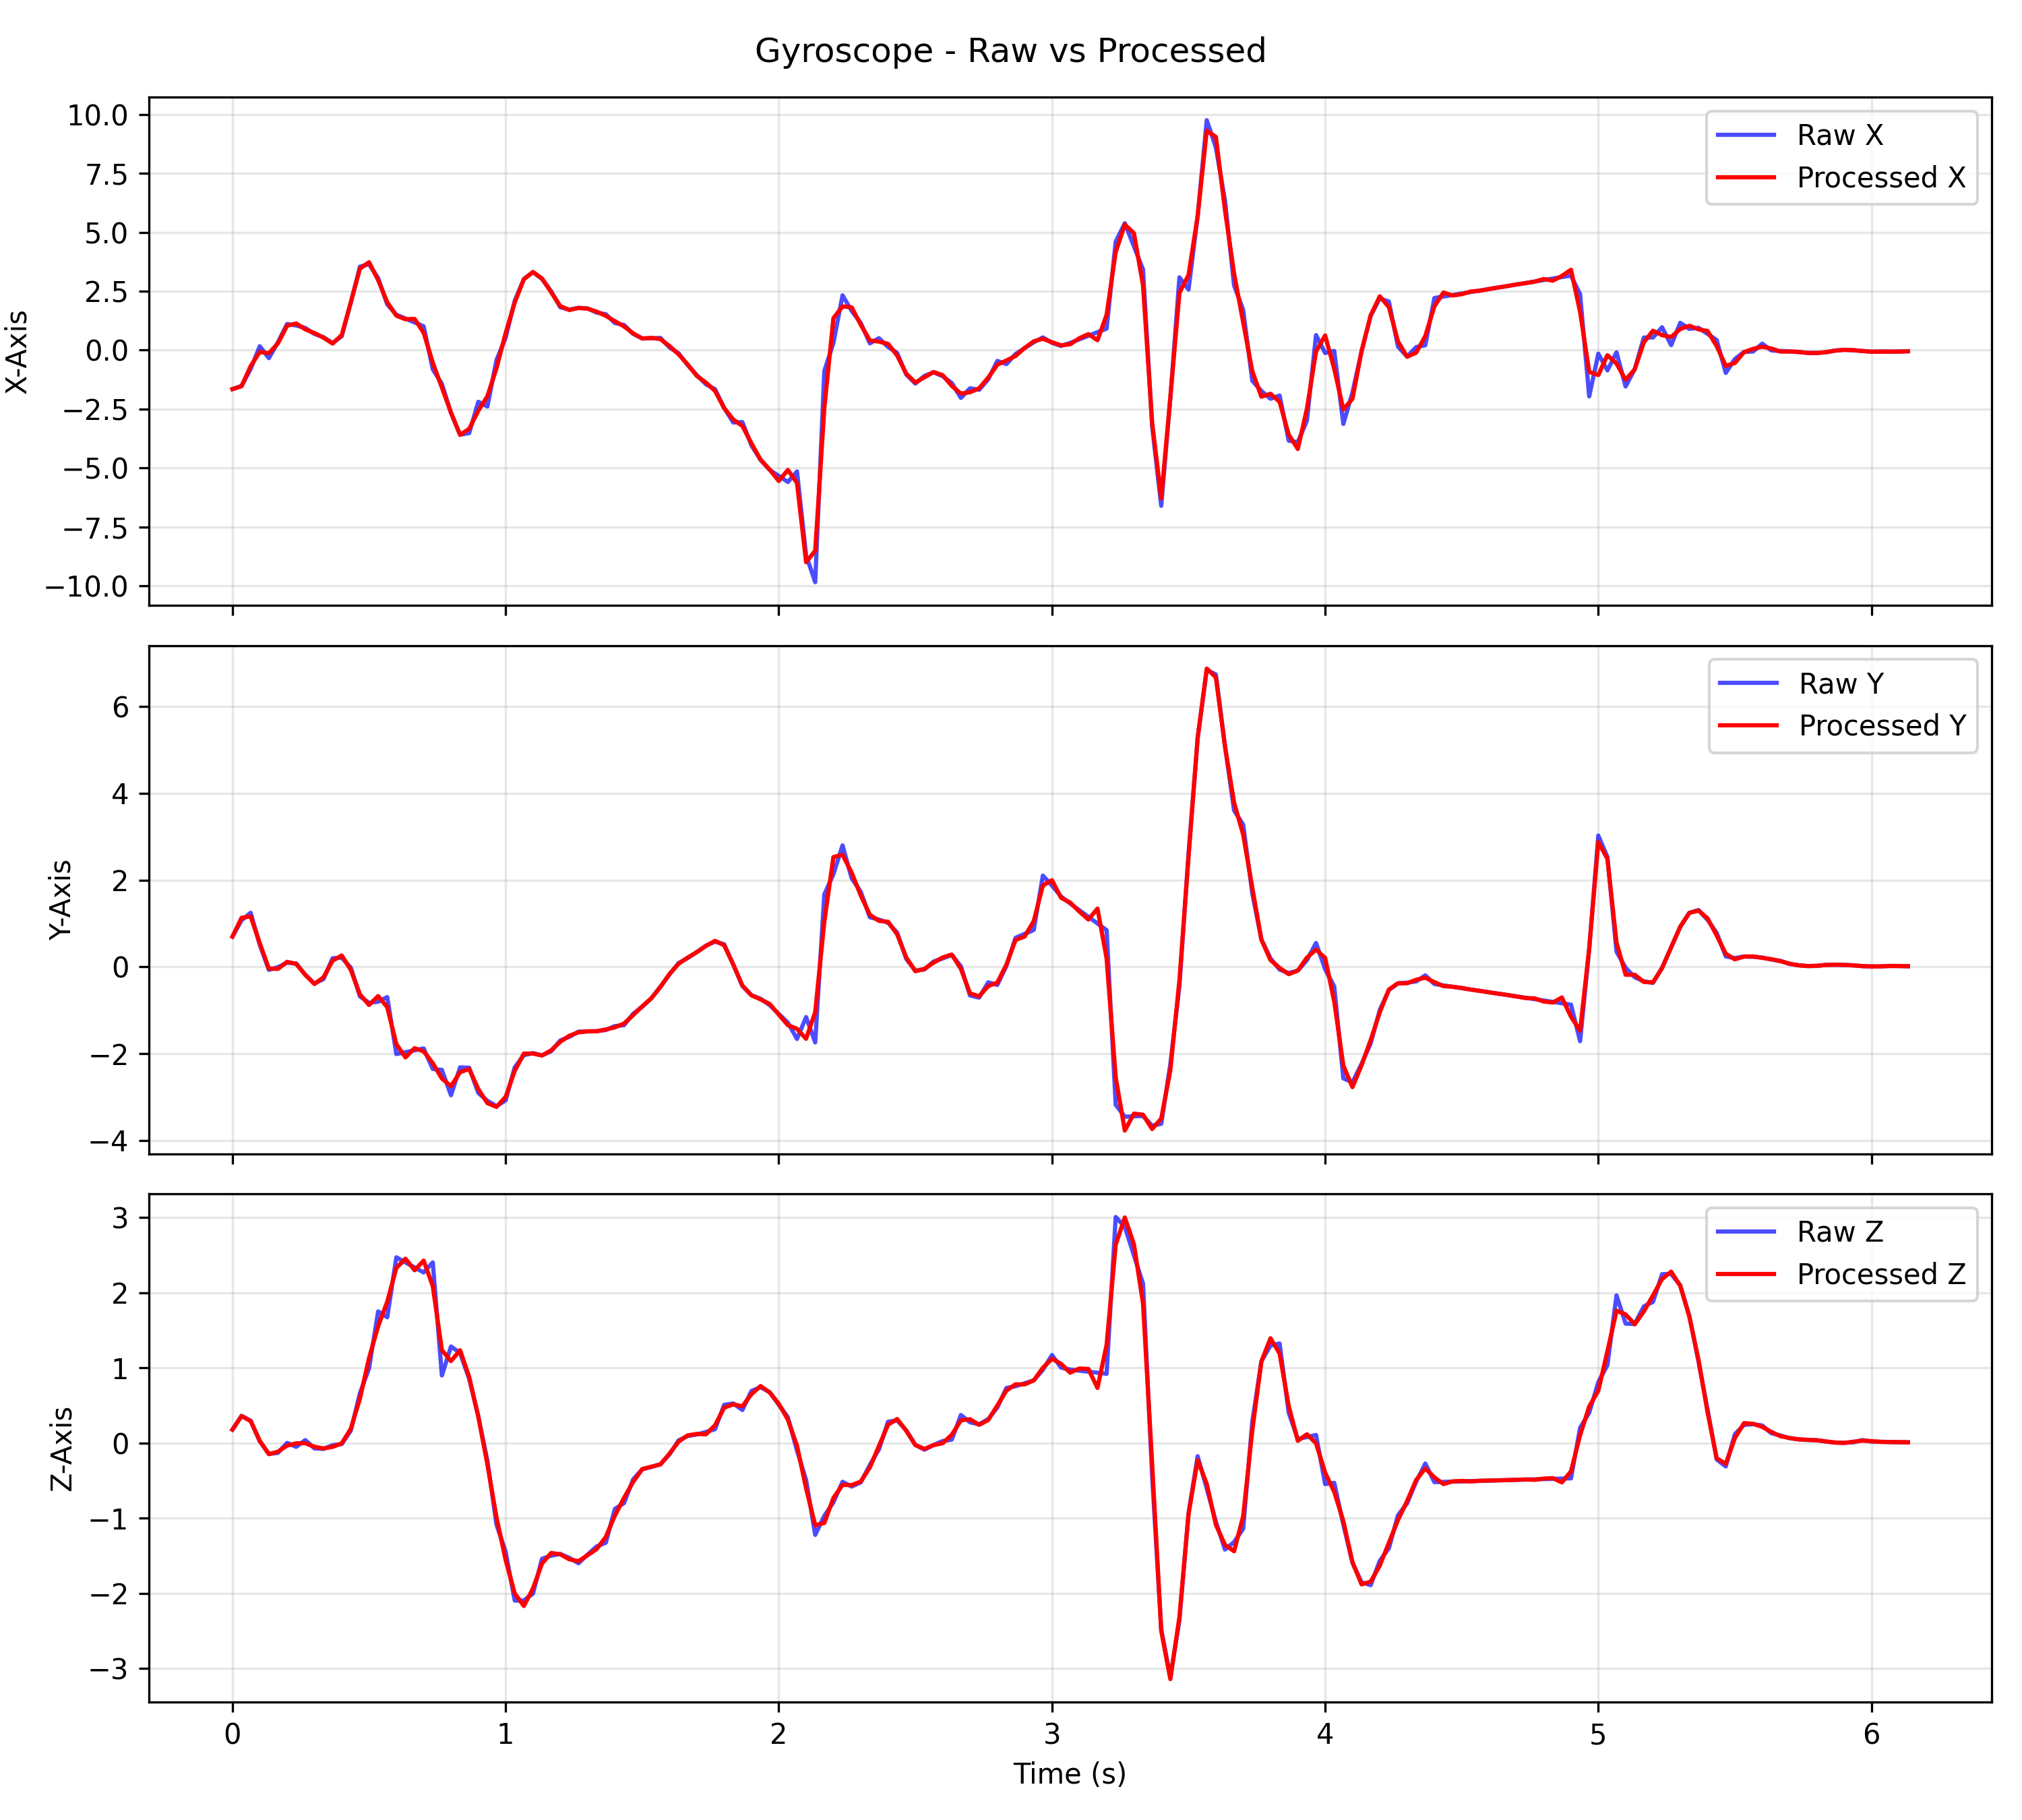 Gyroscope - Raw vs Processed
10.0
7.5
5.0
2.5
0.0
−2.5
−5.0
−7.5
−10.0
X-Axis
Raw X
Processed X
6
4
2
0
−2
−4
Y-Axis
Raw Y
Processed Y
3
2
1
0
−1
−2
−3
Z-Axis
Raw Z
Processed Z
0 1 2 3 4 5 6
Time (s)